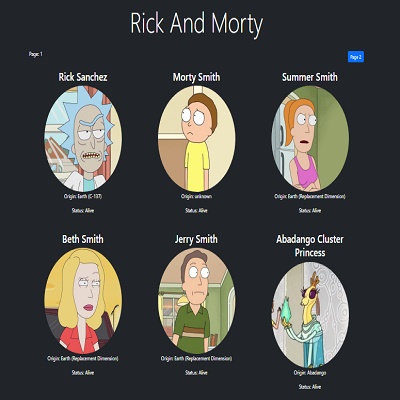 Rick And Morty
Page: 1
Page 2
Rick Sanchez
Morty Smith
Summer Smith
Origin: Earth (C-137)
Origin: unknown
Origin: Earth (Replacement Dimension)
Status: Alive
Status: Alive
Status: Alive
Beth Smith
Jerry Smith
Abadango Cluster
Princess
Origin: Earth (Replacement Dimension)
Origin: Earth (Replacement Dimension)
Origin: Abadango
Status: Alive
Status: Alive
Status: Alive